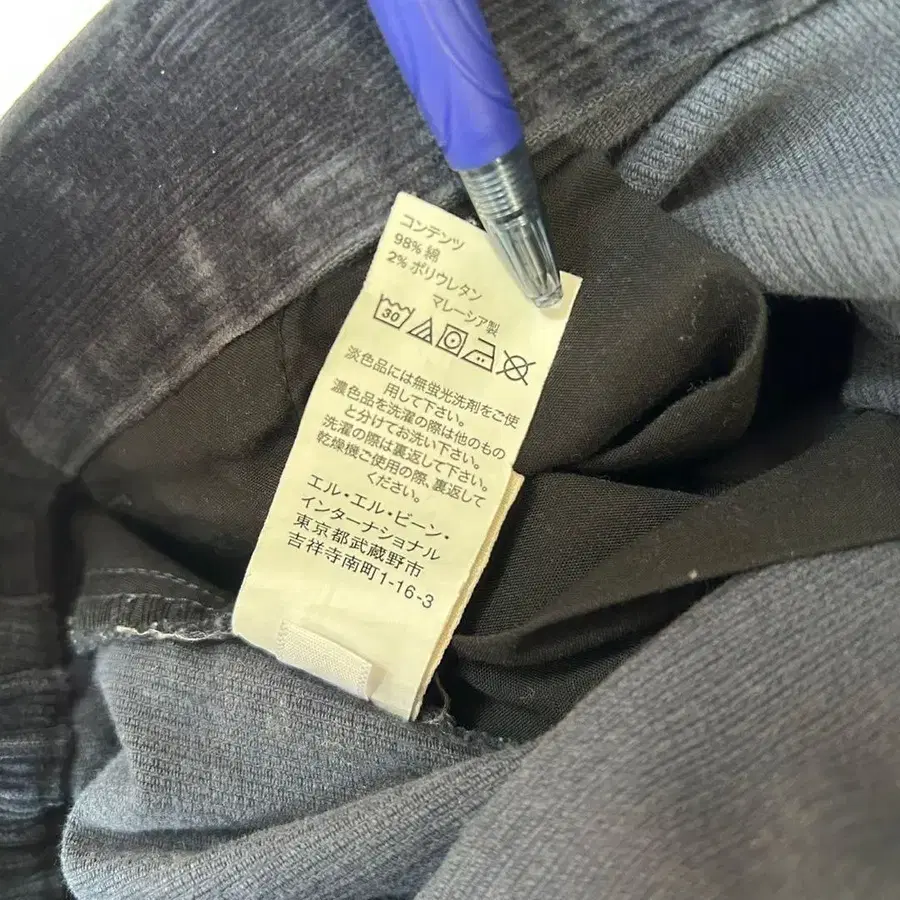 コンテンツ
98% 綿
2% ポリウレタン
マレーシア製
30
淡色品には無蛍光洗剤をご使
用して下さい。
濃色品を洗濯の際は他のもの
と分けてお洗い下さい。
洗濯の際は裏返して下さい。
乾燥機ご使用の際、裏返して
ください。
エル・エル・ビーン・
インターナショナル
東京都武蔵野市
吉祥寺南町1-16-3